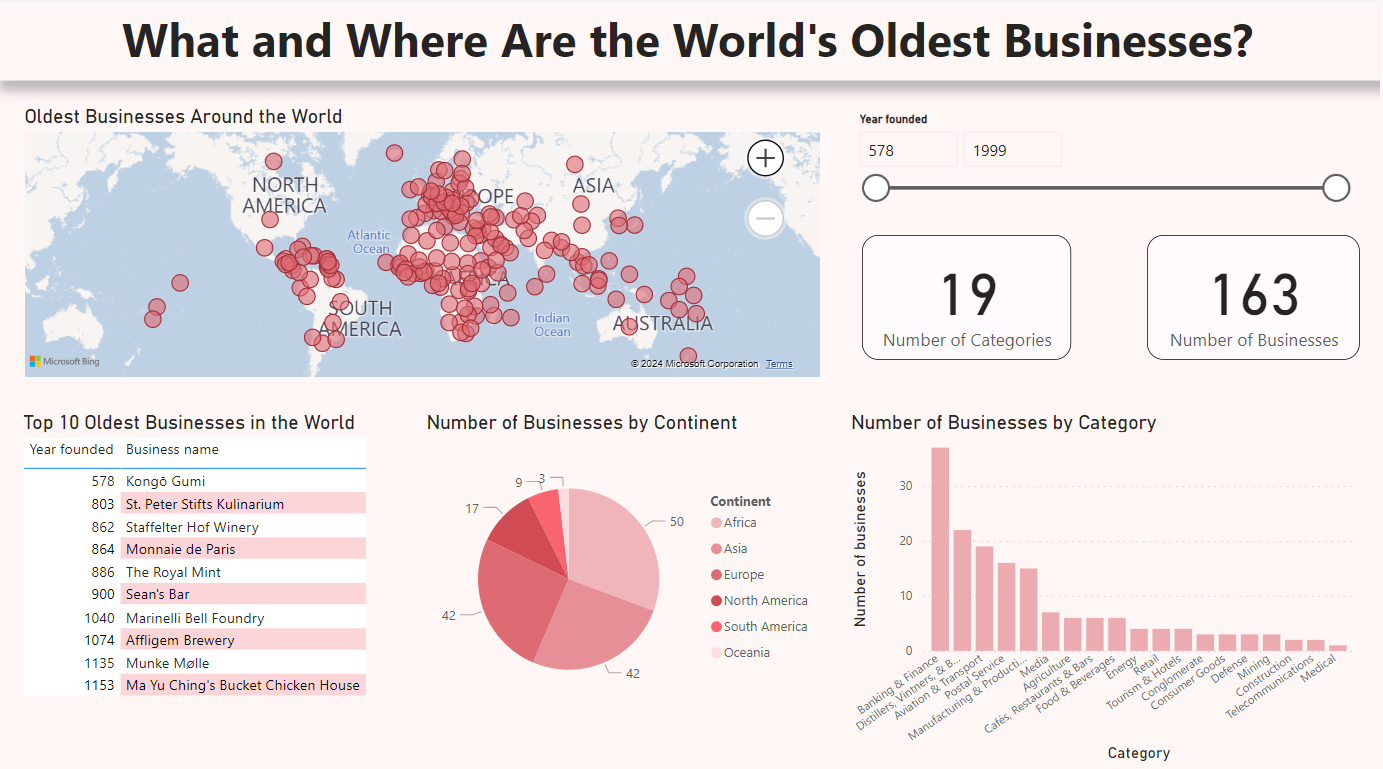 What and Where Are the World's Oldest Businesses?
Oldest Businesses Around the World
NORTH
AMERICA
OPE
ASIA
Atlantic
Ocean
CA
SOUTH
AMERICA
Indian
Ocean
AUSTRALIA
Microsoft Bing
© 2024 Microsoft Corporation Terms
Year founded
578 1999
19
Number of Categories
163
Number of Businesses
Top 10 Oldest Businesses in the World
Year founded Business name
578 Kongō Gumi
803 St. Peter Stifts Kulinarium
862 Staffelter Hof Winery
864 Monnaie de Paris
886 The Royal Mint
900 Sean's Bar
1040 Marinelli Bell Foundry
1074 Affligem Brewery
1135 Munke Mølle
1153 Ma Yu Ching's Bucket Chicken House
Number of Businesses by Continent
3
9
17
50
42
42
Continent
Africa
Asia
Europe
North America
South America
Oceania
Number of Businesses by Category
Number of businesses
30
20
10
0
Banking & Finance
Distillers, Vintners, & B...
Aviation & Transport
Postal Service
Manufacturing & Producti...
Media
Agriculture
Cafés, Restaurants & Bars
Food & Beverages
Energy
Retail
Tourism & Hotels
Conglomerate
Consumer Goods
Defense
Mining
Construction
Telecommunications
Medical
Category